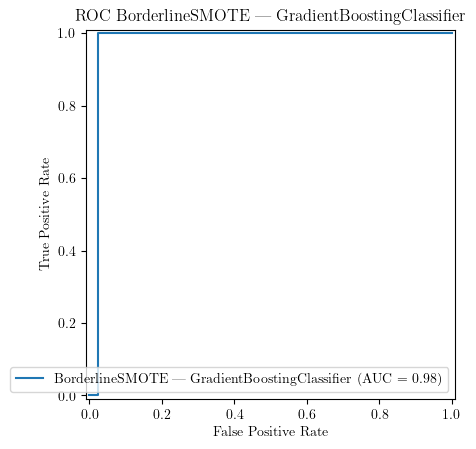 ROC BorderlineSMOTE — GradientBoostingClassifier
True Positive Rate
1.0
0.8
0.6
0.4
0.2
0.0
BorderlineSMOTE — GradientBoostingClassifier (AUC = 0.98)
0.0 0.2 0.4 0.6 0.8 1.0
False Positive Rate